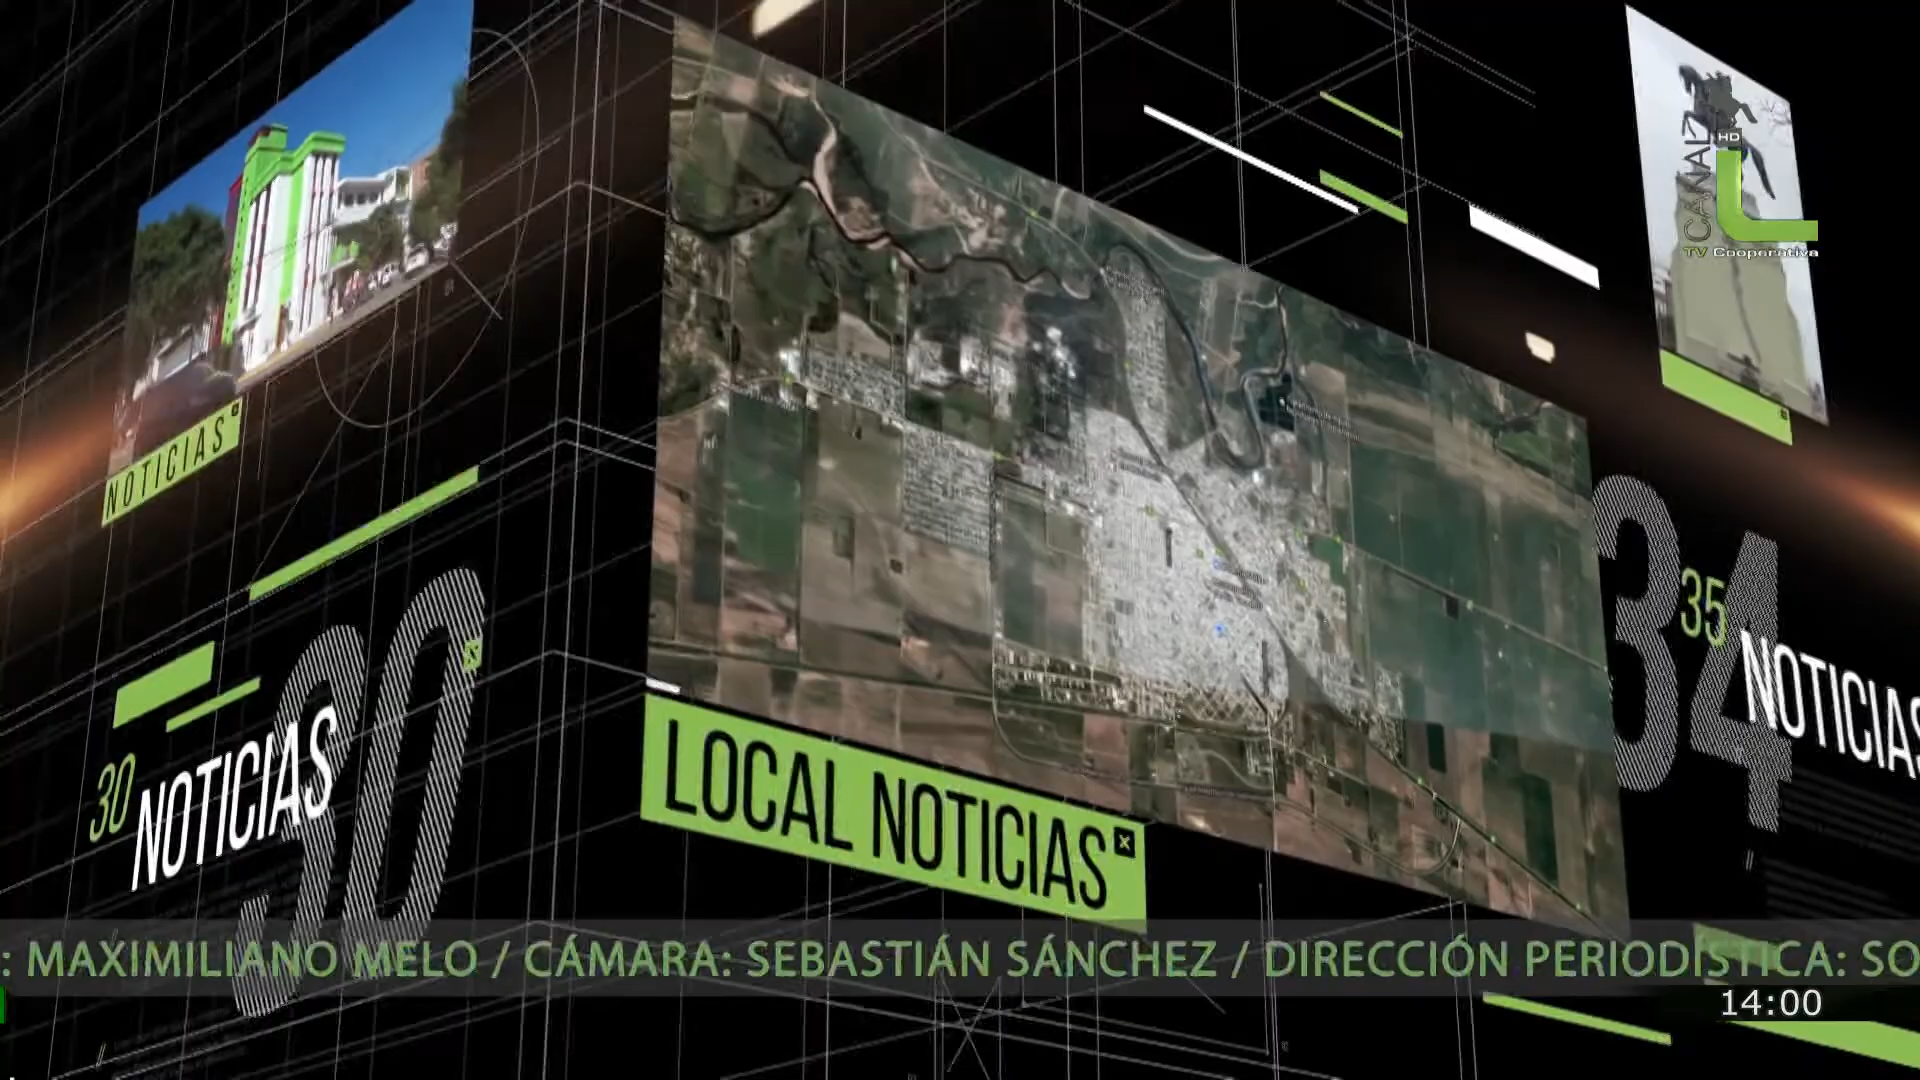 HD
CANAL
TV Cooperativa
NOTICIAS
30
30
NOTICIAS
LOCAL NOTICIAS
34
35
NOTICIAS
: MAXIMILIANO MELO / CÁMARA: SEBASTIÁN SÁNCHEZ / DIRECCIÓN PERIODÍSTICA: SO
14:00